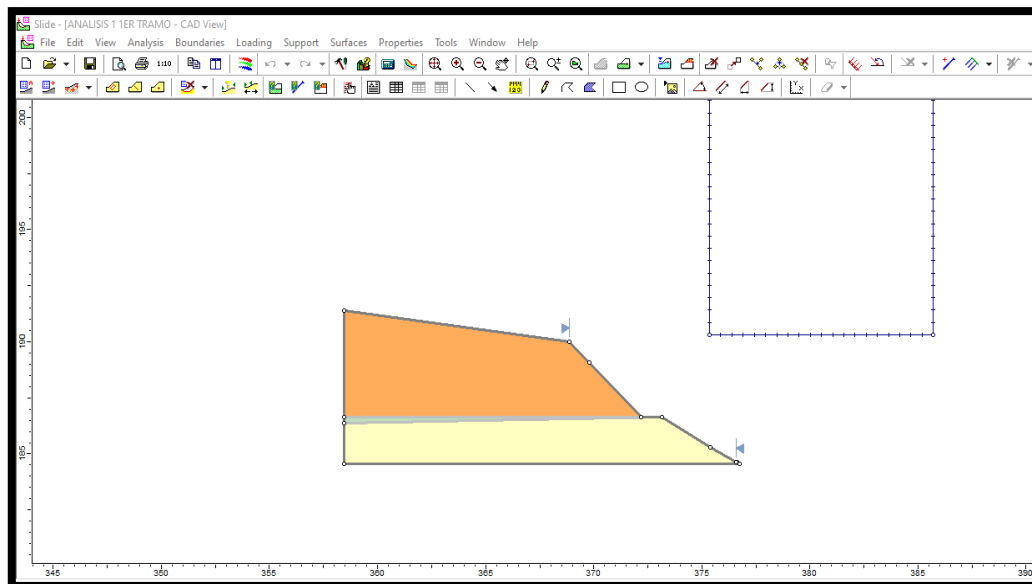 Slide - [ANALISIS 1 1ER TRAMO - CAD View]
File Edit View Analysis Boundaries Loading Support Surfaces Properties Tools Window Help
1:10
200
195
190
185
345 350 355 360 365 370 375 380 385 390